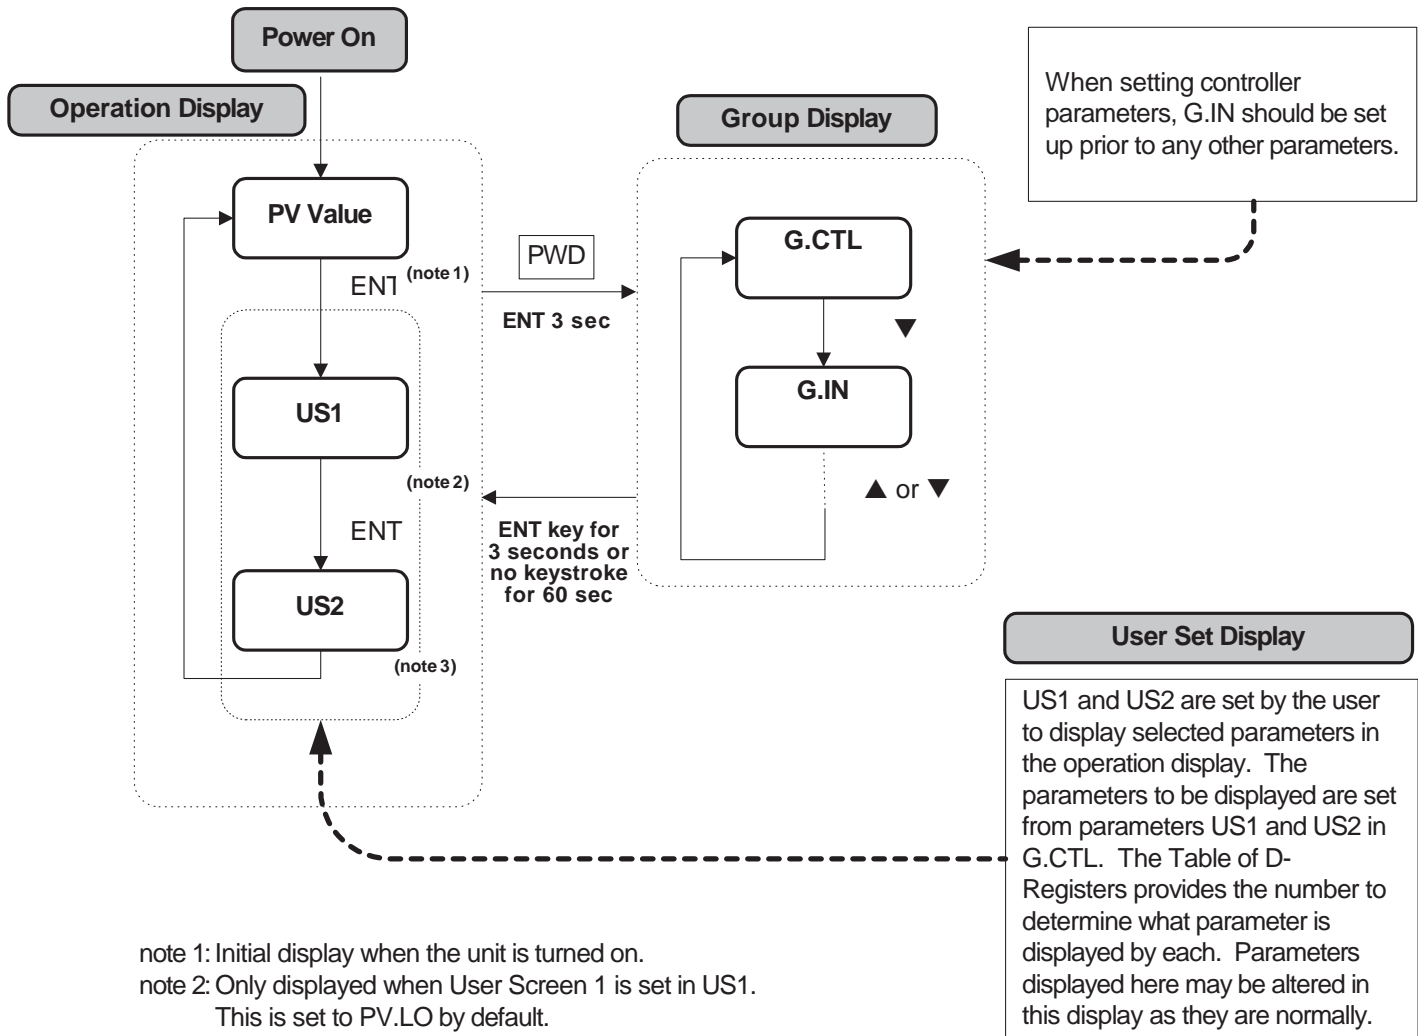 Power On
Operation Display
PV Value
ENT (note 1)
US1
(note 2)
ENT
US2
(note 3)
PWD
ENT 3 sec
ENT key for
3 seconds or
no keystroke
for 60 sec
Group Display
G.CTL
▼
G.IN
▲ or ▼
When setting controller
parameters, G.IN should be set
up prior to any other parameters.
User Set Display
US1 and US2 are set by the user
to display selected parameters in
the operation display. The
parameters to be displayed are set
from parameters US1 and US2 in
G.CTL. The Table of D-
Registers provides the number to
determine what parameter is
displayed by each. Parameters
displayed here may be altered in
this display as they are normally.
note 1: Initial display when the unit is turned on.
note 2: Only displayed when User Screen 1 is set in US1.
This is set to PV.LO by default.